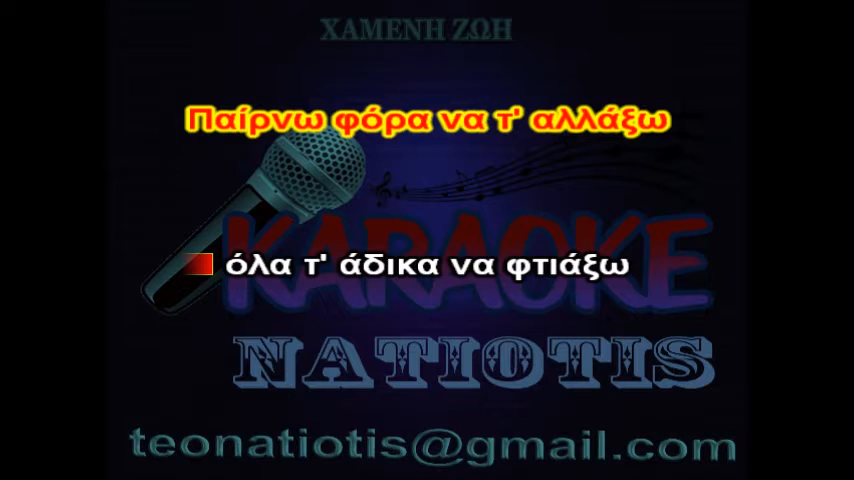 ΧΑΜΕΝΗ ΖΩΗ
Παίρνω φόρα να τ' αλλάξω
KARAOKE
όλα τ' άδικα να φτιάξω
NATIOTIS
teonatiotis@gmail.com